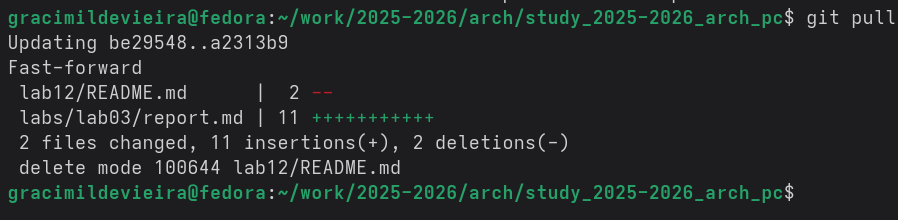 gracimildevieira@fedora:~/work/2025-2026/arch/study_2025-2026_arch_pc$ git pull
Updating be29548..a2313b9
Fast-forward
 lab12/README.md      |  2 --
 labs/lab03/report.md | 11 +++++++++++
 2 files changed, 11 insertions(+), 2 deletions(-)
 delete mode 100644 lab12/README.md
gracimildevieira@fedora:~/work/2025-2026/arch/study_2025-2026_arch_pc$